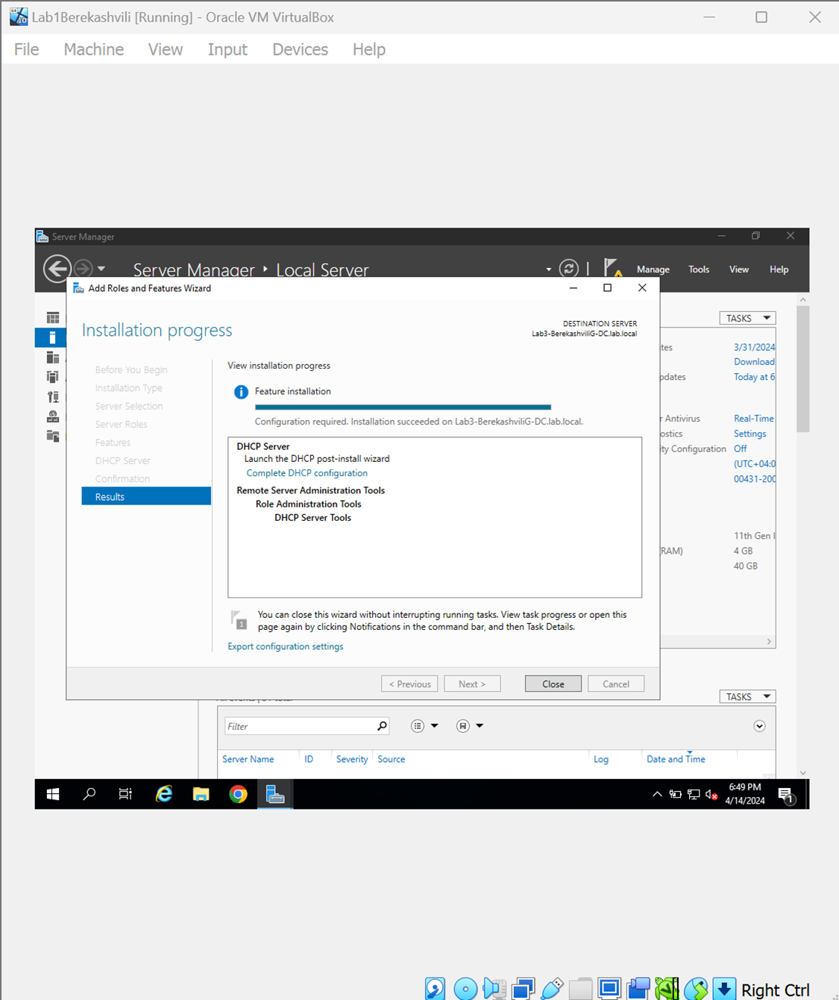 Lab1Berekashvili [Running] - Oracle VM VirtualBox
File Machine View Input Devices Help
Server Manager
Server Manager Local Server
Manage Tools View Help
Add Roles and Features Wizard
Installation progress
DESTINATION SERVER
Lab3-BerekashviliG-DC.lab.local
Before You Begin
Installation Type
Server Selection
Server Roles
Features
DHCP Server
Confirmation
Results
View installation progress
Feature installation
Configuration required. Installation succeeded on Lab3-BerekashviliG-DC.lab.local.
DHCP Server
Launch the DHCP post-install wizard
Complete DHCP configuration
Remote Server Administration Tools
Role Administration Tools
DHCP Server Tools
1
You can close this wizard without interrupting running tasks. View task progress or open this
page again by clicking Notifications in the command bar, and then Task Details.
Export configuration settings
< Previous Next > Close Cancel
TASKS
tes 3/31/2024
Download
pdates Today at 6
r Antivirus Real-Time
ostics Settings
ity Configuration Off
(UTC+04:0
00431-200
11th Gen I
(RAM) 4 GB
40 GB
TASKS
Filter
Server Name ID Severity Source Log Date and Time
6:49 PM
4/14/2024
1
Right Ctrl